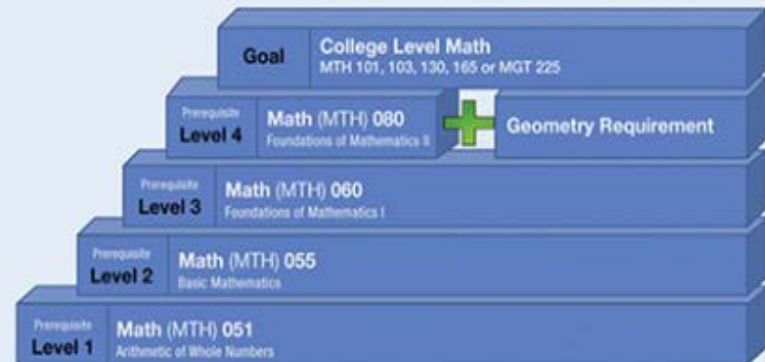 Goal
College Level Math
MTH 101, 103, 130, 165 or MGT 225
Prerequisite
Level 4
Math (MTH) 080
Foundations of Mathematics II
+
Geometry Requirement
Prerequisite
Level 3
Math (MTH) 060
Foundations of Mathematics I
Prerequisite
Level 2
Math (MTH) 055
Basic Mathematics
Prerequisite
Level 1
Math (MTH) 051
Arithmetic of Whole Numbers